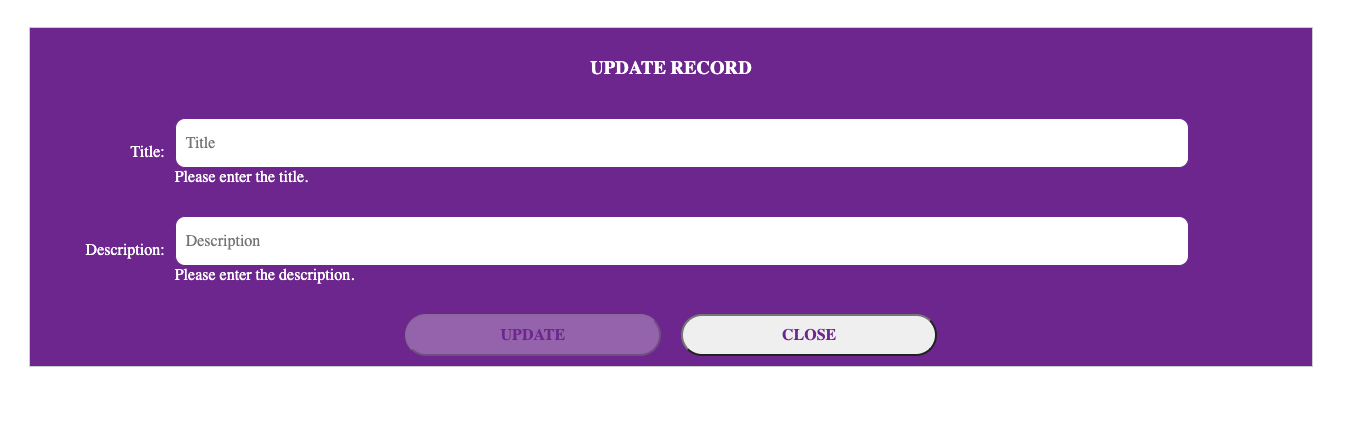 UPDATE RECORD
Title: Title
Please enter the title.
Description: Description
Please enter the description.
UPDATE CLOSE